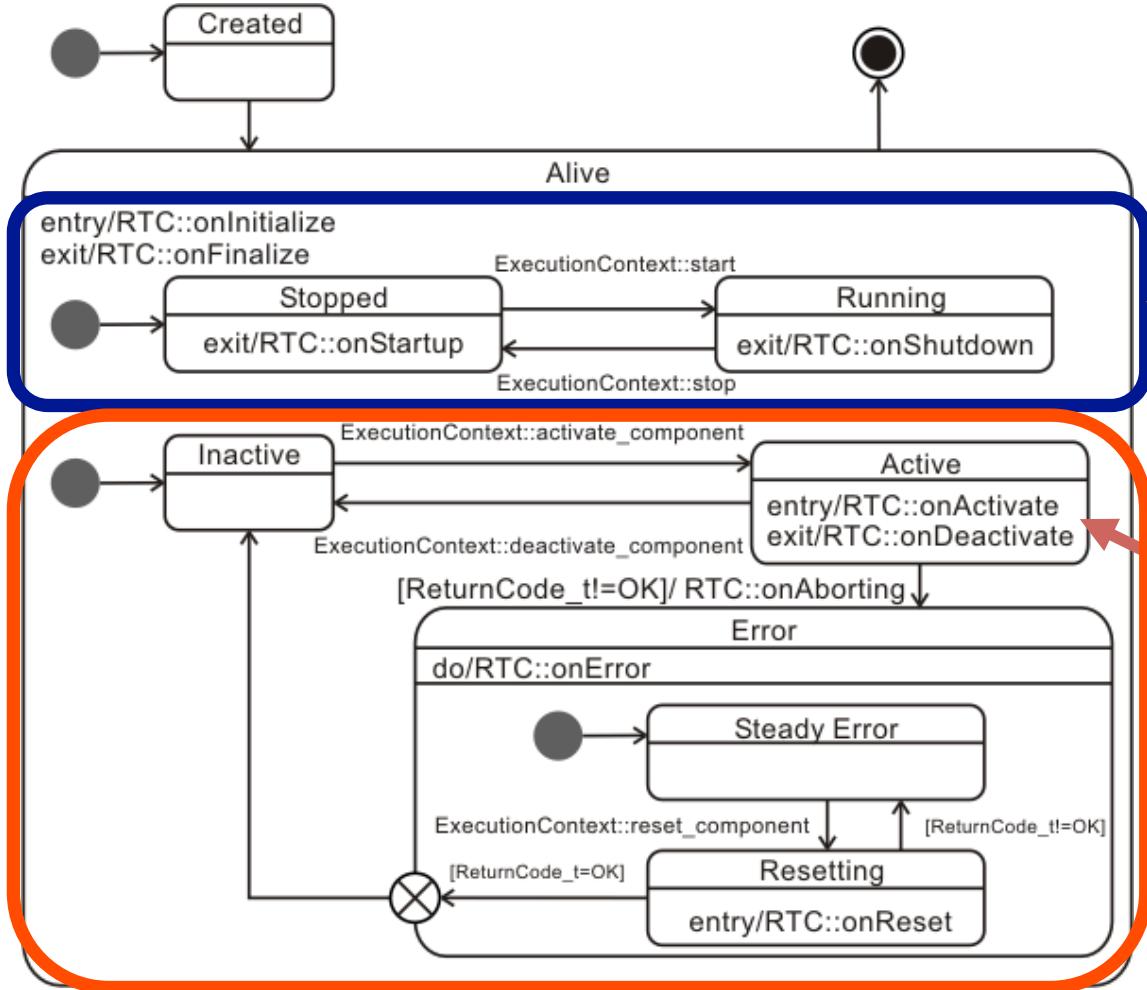 Created
Alive
entry/RTC::onInitialize
exit/RTC::onFinalize
ExecutionContext::start
Stopped
exit/RTC::onStartup
Running
exit/RTC::onShutdown
ExecutionContext::stop
ExecutionContext::activate_component
Inactive
Active
entry/RTC::onActivate
exit/RTC::onDeactivate
ExecutionContext::deactivate_component
[ReturnCode_t!=OK]/ RTC::onAborting
Error
do/RTC::onError
Steady Error
ExecutionContext::reset_component
[ReturnCode_t!=OK]
[ReturnCode_t=OK]
Resetting
entry/RTC::onReset